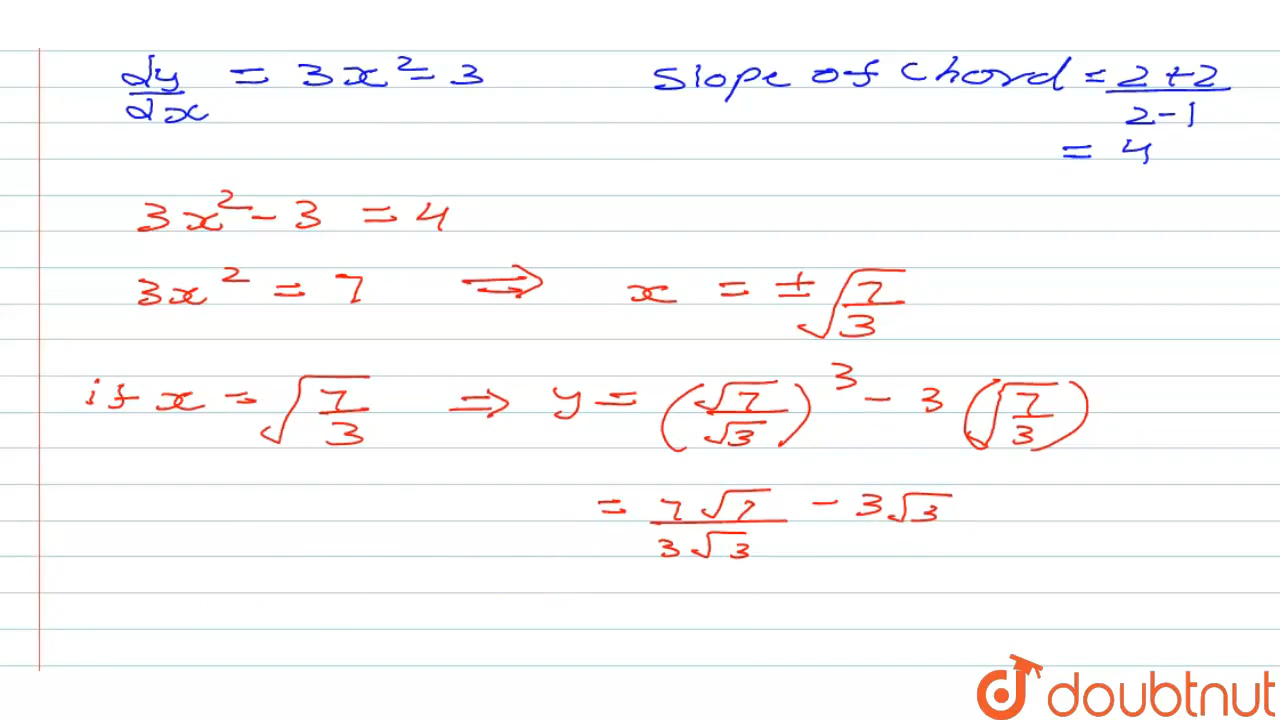 dy/dx = 3x² - 3
Slope of Chord = (2+2)/(2-1)
= 4
3x² - 3 = 4
3x² = 7 ⇒ x = ±√(7/3)
if x = √(7/3) ⇒ y = (√7/√3)³ - 3(√(7/3))
= 7√7/3√3 - 3√3
doubtnut